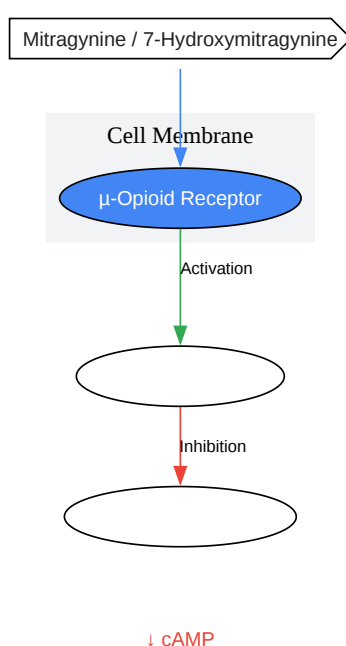 Mitragynine / 7-Hydroxymitragynine
Cell Membrane
μ-Opioid Receptor
Activation
Inhibition
↓ cAMP